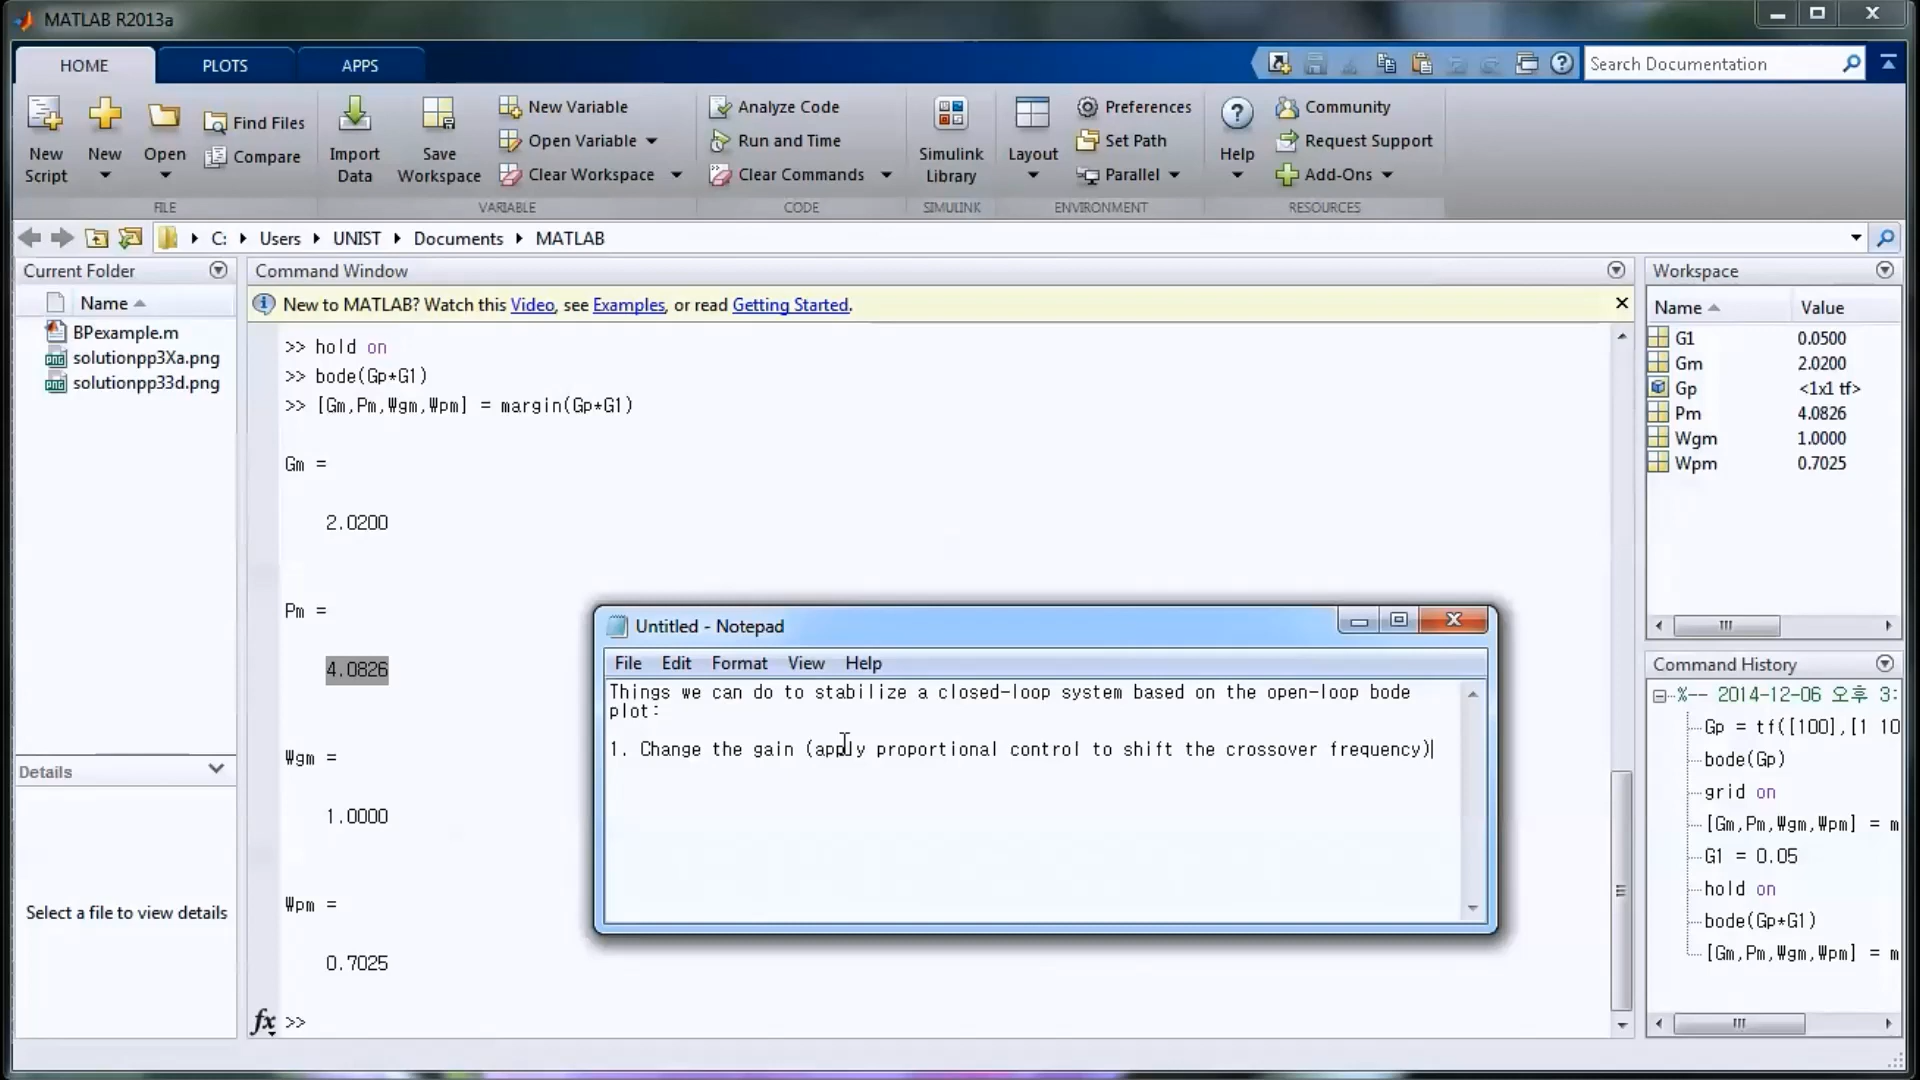 MATLAB R2013a
HOME
PLOTS
APPS
Search Documentation
New Script
New
Open
Find Files
Compare
Import Data
Save Workspace
New Variable
Open Variable
Clear Workspace
Analyze Code
Run and Time
Clear Commands
Simulink Library
Layout
Preferences
Set Path
Parallel
Help
Community
Request Support
Add-Ons
FILE
VARIABLE
CODE
SIMULINK
ENVIRONMENT
RESOURCES
C: Users UNIST Documents MATLAB
Current Folder
Name
BPexample.m
solutionpp3Xa.png
solutionpp33d.png
Details
Select a file to view details
Command Window
New to MATLAB? Watch this Video, see Examples, or read Getting Started.
>> hold on
>> bode(Gp*G1)
>> [Gm,Pm,₩gm,₩pm] = margin(Gp*G1)
Gm =
2.0200
Pm =
4.0826
₩gm =
1.0000
₩pm =
0.7025
fx >>
Untitled - Notepad
File Edit Format View Help
Things we can do to stabilize a closed-loop system based on the open-loop bode
plot:
1. Change the gain (apply proportional control to shift the crossover frequency)
Workspace
Name Value
G1 0.0500
Gm 2.0200
Gp <1x1 tf>
Pm 4.0826
Wgm 1.0000
Wpm 0.7025
Command History
%-- 2014-12-06 오후 3:
Gp = tf([100],[1 10
bode(Gp)
grid on
[Gm,Pm,₩gm,₩pm] = m
G1 = 0.05
hold on
bode(Gp*G1)
[Gm,Pm,₩gm,₩pm] = m